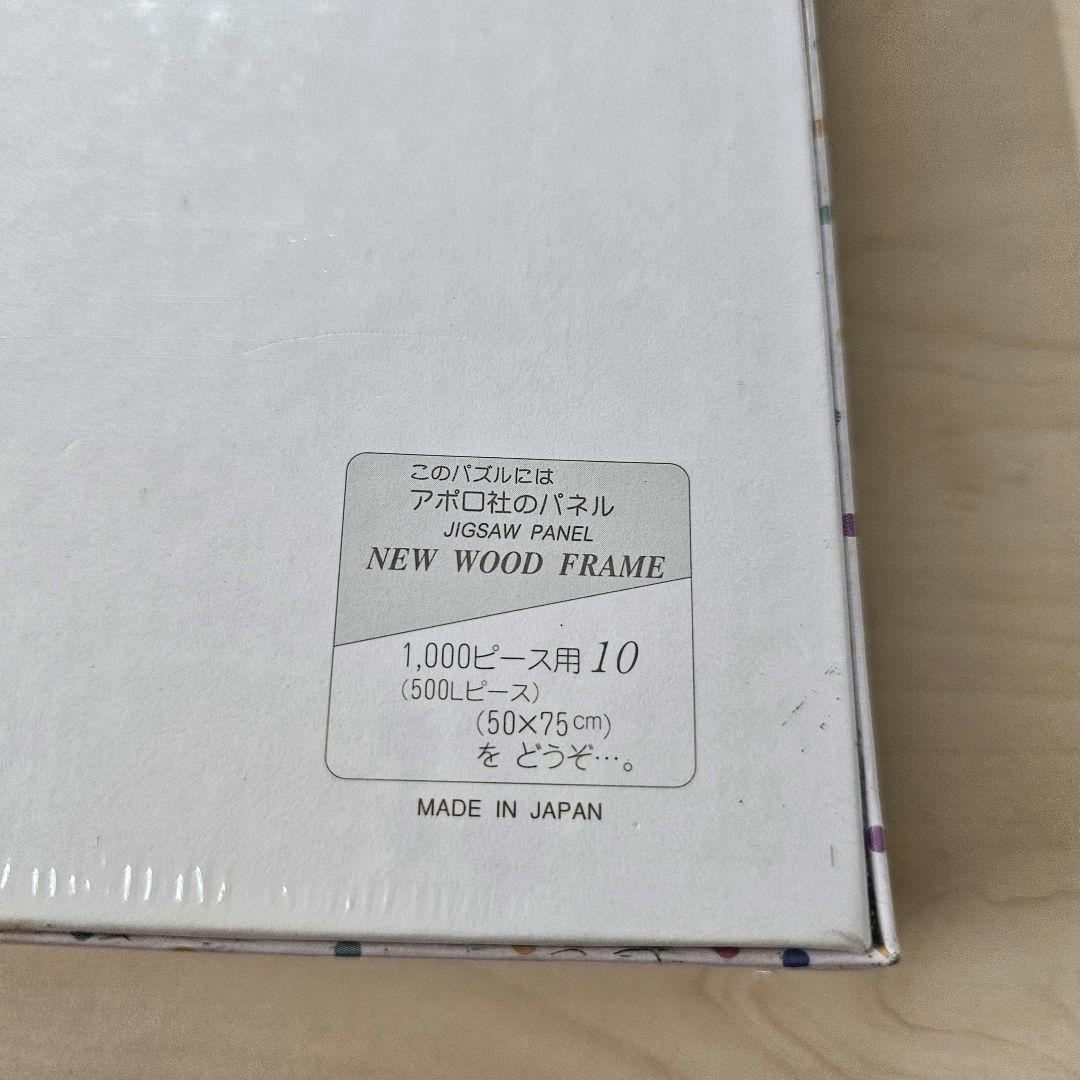 このパズルには
アポロ社のパネル
JIGSAW PANEL
NEW WOOD FRAME
1,000ピース用 10
(500Lピース)
(50×75cm)
を どうぞ…。
MADE IN JAPAN